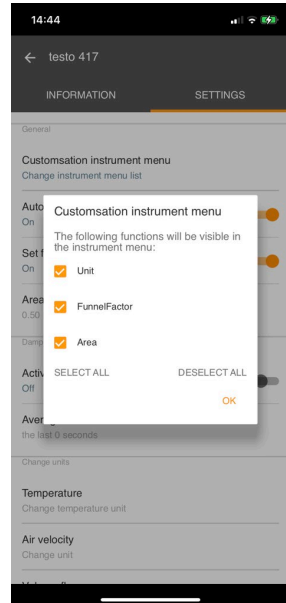 14:44
testo 417
INFORMATION
SETTINGS
General
Customsation instrument menu
Change instrument menu list
Auto
On
Customsation instrument menu
The following functions will be visible in
the instrument menu:
Unit
FunnelFactor
Area
SELECT ALL
DESELECT ALL
OK
Set f
On
Area
0.50
Damp
Activ
Off
Aver
the last 0 seconds
Change units
Temperature
Change temperature unit
Air velocity
Change unit